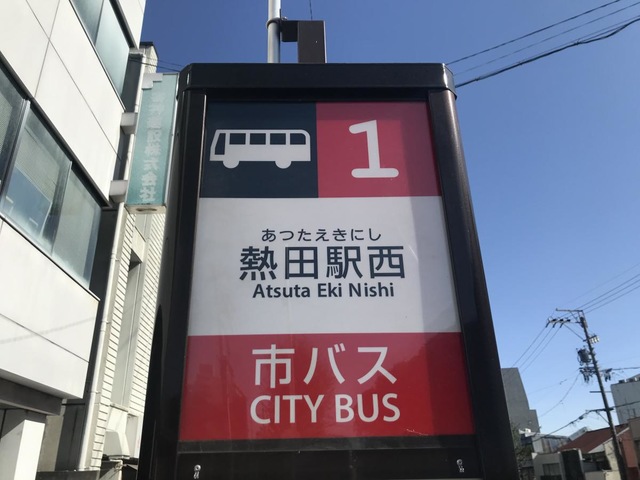 1
あつたえきにし
熱田駅西
Atsuta Eki Nishi
市バス
CITY BUS